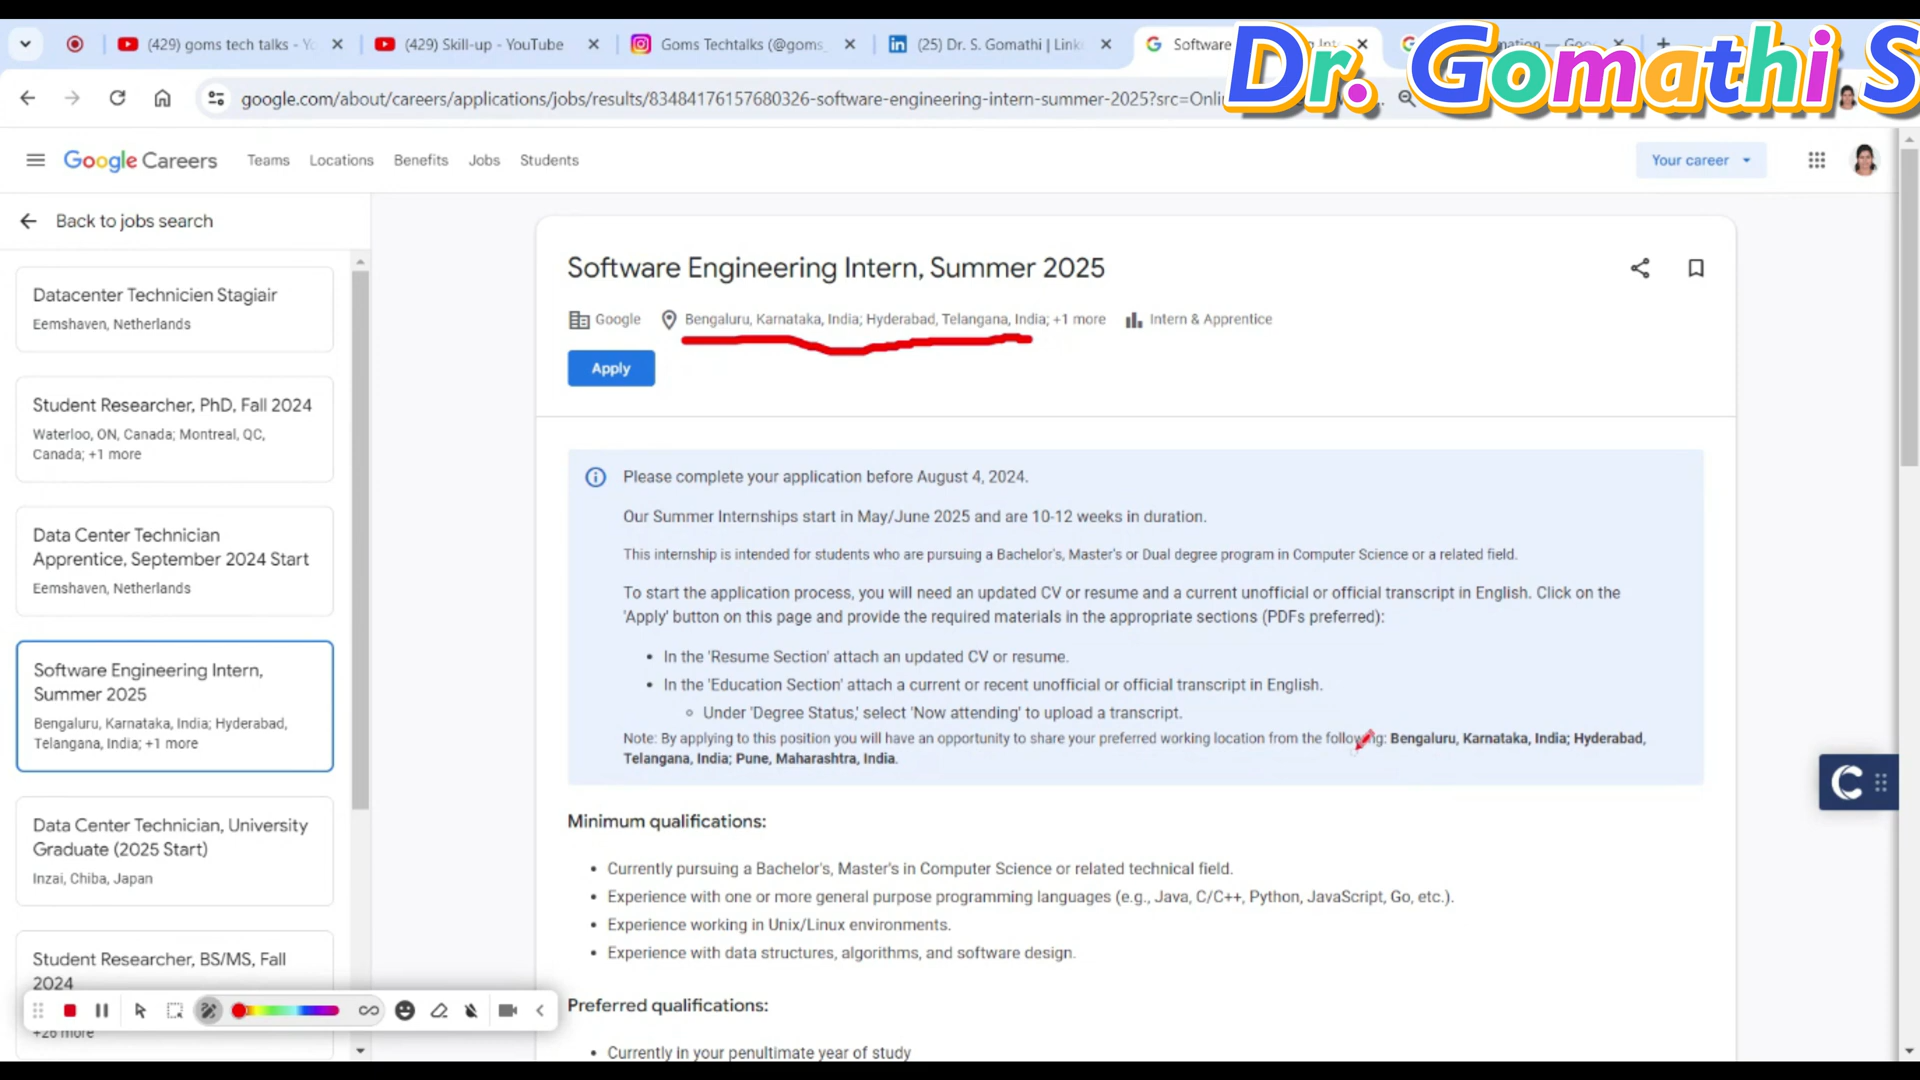 (429) goms tech talks - Yo
(429) Skill-up - YouTube
Goms Techtalks (@goms_
(25) Dr. S. Gomathi | Link
Software
Dr. Gomathi S
google.com/about/careers/applications/jobs/results/83484176157680326-software-engineering-intern-summer-2025?src=Onli
Google Careers
Teams
Locations
Benefits
Jobs
Students
Your career
Back to jobs search
Datacenter Technicien Stagiair
Eemshaven, Netherlands
Student Researcher, PhD, Fall 2024
Waterloo, ON, Canada; Montreal, QC,
Canada; +1 more
Data Center Technician
Apprentice, September 2024 Start
Eemshaven, Netherlands
Software Engineering Intern,
Summer 2025
Bengaluru, Karnataka, India; Hyderabad,
Telangana, India; +1 more
Data Center Technician, University
Graduate (2025 Start)
Inzai, Chiba, Japan
Student Researcher, BS/MS, Fall
2024
+26 more
Software Engineering Intern, Summer 2025
Google
Bengaluru, Karnataka, India; Hyderabad, Telangana, India; +1 more
Intern & Apprentice
Apply
Please complete your application before August 4, 2024.
Our Summer Internships start in May/June 2025 and are 10-12 weeks in duration.
This internship is intended for students who are pursuing a Bachelor's, Master's or Dual degree program in Computer Science or a related field.
To start the application process, you will need an updated CV or resume and a current unofficial or official transcript in English. Click on the
'Apply' button on this page and provide the required materials in the appropriate sections (PDFs preferred):
• In the 'Resume Section' attach an updated CV or resume.
• In the 'Education Section' attach a current or recent unofficial or official transcript in English.
Under 'Degree Status,' select 'Now attending' to upload a transcript.
Note: By applying to this position you will have an opportunity to share your preferred working location from the following: Bengaluru, Karnataka, India; Hyderabad,
Telangana, India; Pune, Maharashtra, India.
Minimum qualifications:
• Currently pursuing a Bachelor's, Master's in Computer Science or related technical field.
• Experience with one or more general purpose programming languages (e.g., Java, C/C++, Python, JavaScript, Go, etc.).
• Experience working in Unix/Linux environments.
• Experience with data structures, algorithms, and software design.
Preferred qualifications:
• Currently in your penultimate year of study